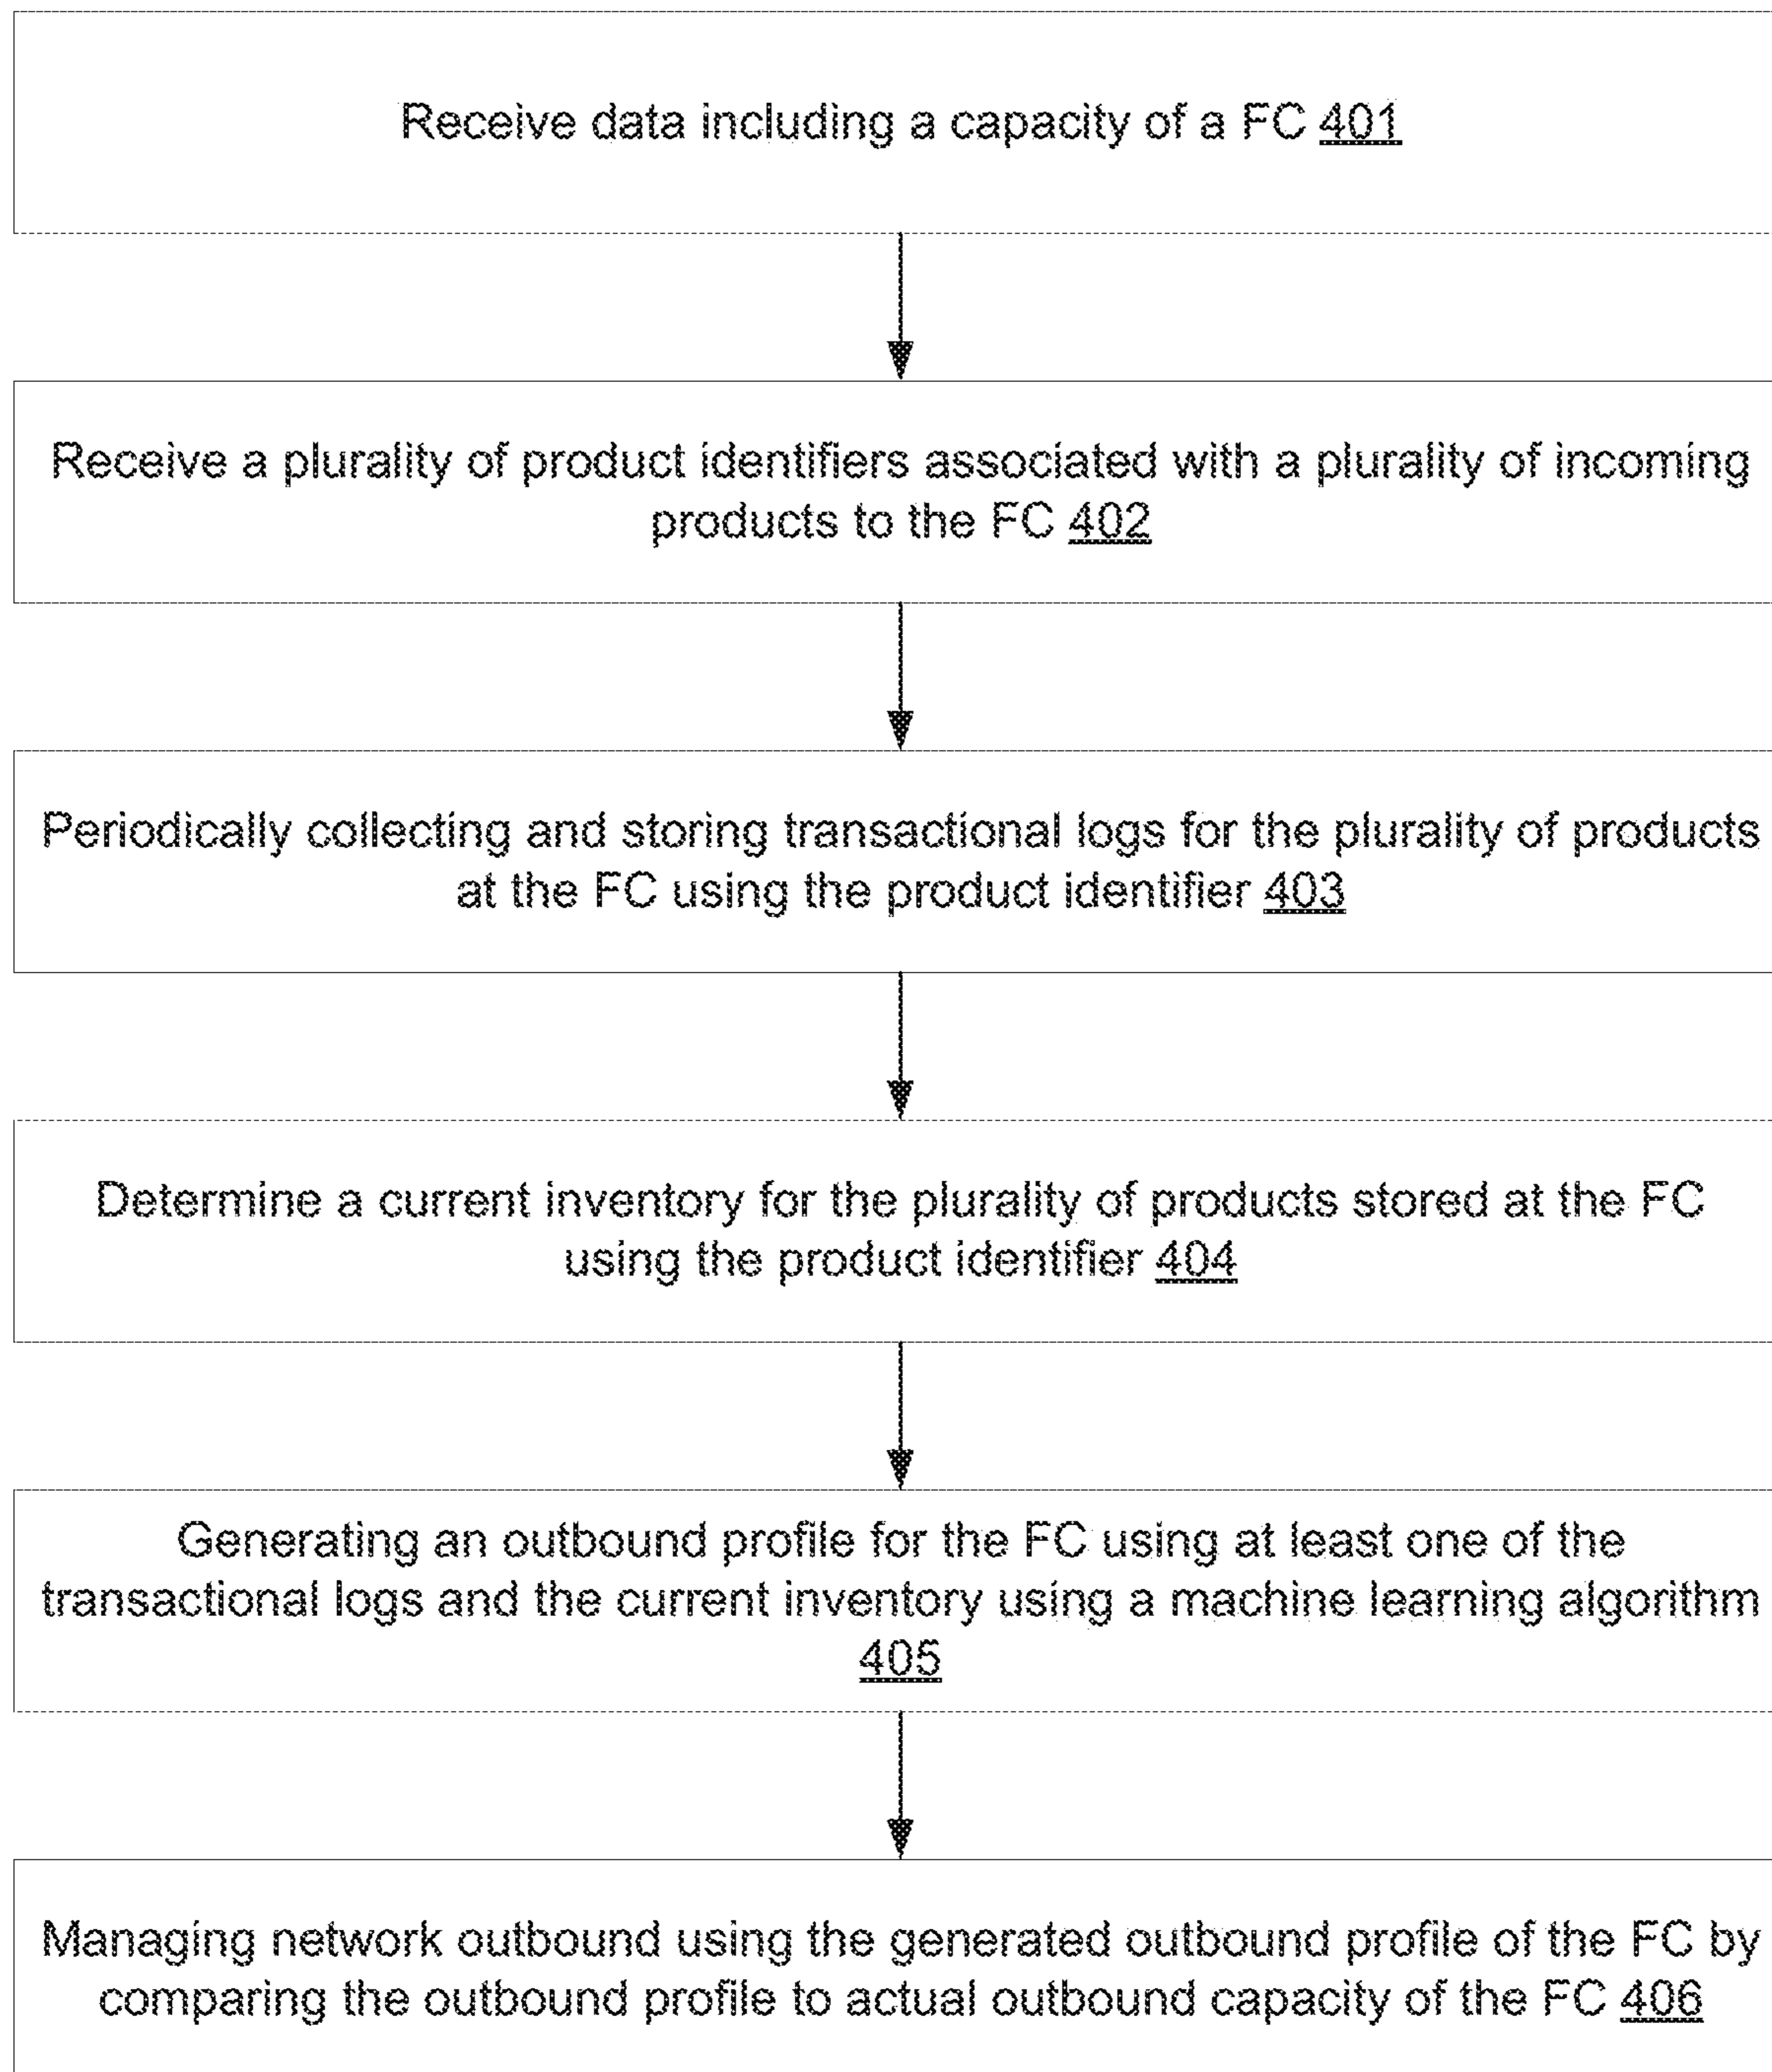 Receive data including a capacity of a FC 401
Receive a plurality of product identifiers associated with a plurality of incoming
products to the FC 402
Periodically collecting and storing transactional logs for the plurality of products
at the FC using the product identifier 403
Determine a current inventory for the plurality of products stored at the FC
using the product identifier 404
Generating an outbound profile for the FC using at least one of the
transactional logs and the current inventory using a machine learning algorithm
405
Managing network outbound using the generated outbound profile of the FC by
comparing the outbound profile to actual outbound capacity of the FC 406